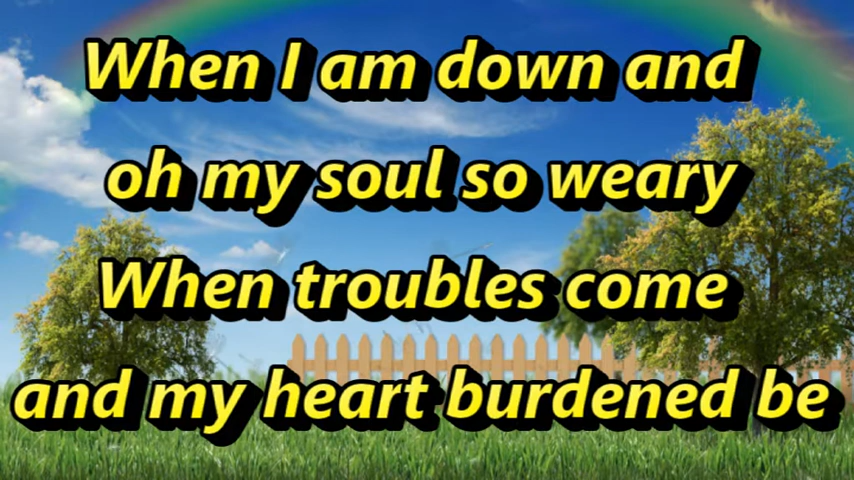 When I am down and
oh my soul so weary
When troubles come
and my heart burdened be